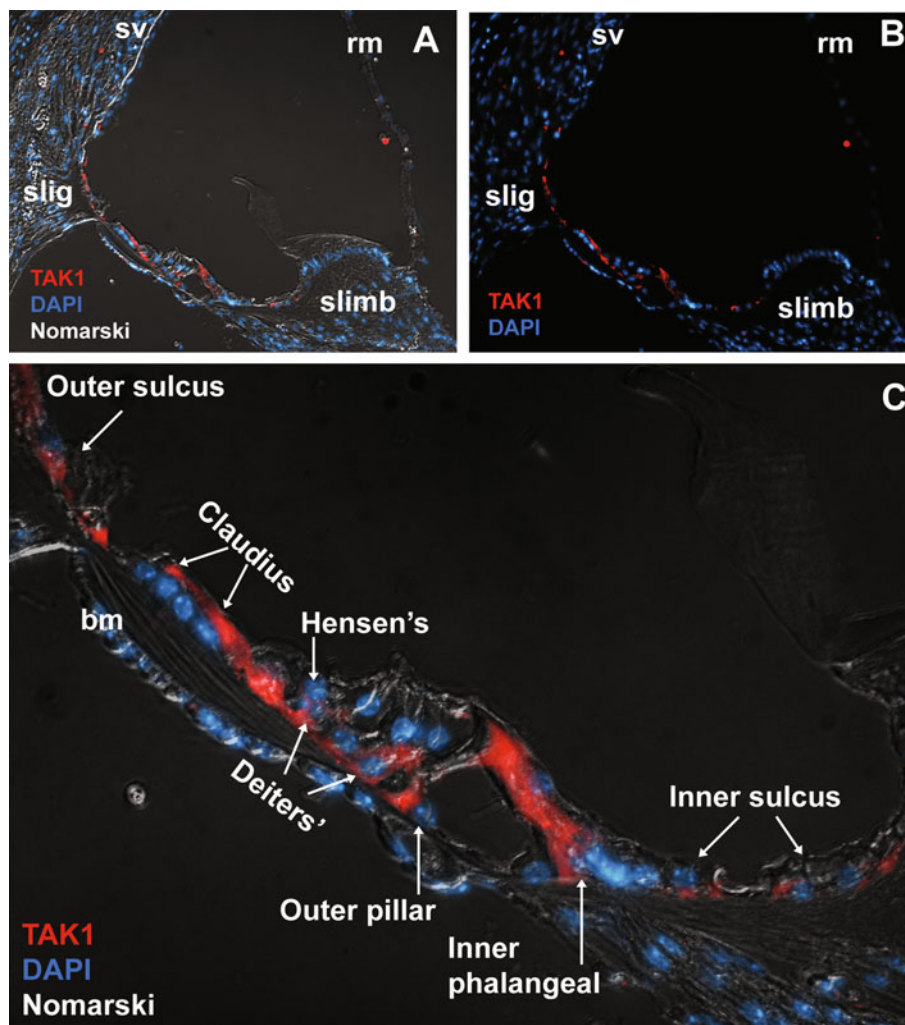 sv
rm
A
slig
TAK1
DAPI
Nomarski
slimb
sv
rm
B
slig
TAK1
DAPI
slimb
C
Outer sulcus
Claudius
bm
Hensen's
Deiters'
Inner sulcus
Outer pillar
Inner
phalangeal
TAK1
DAPI
Nomarski